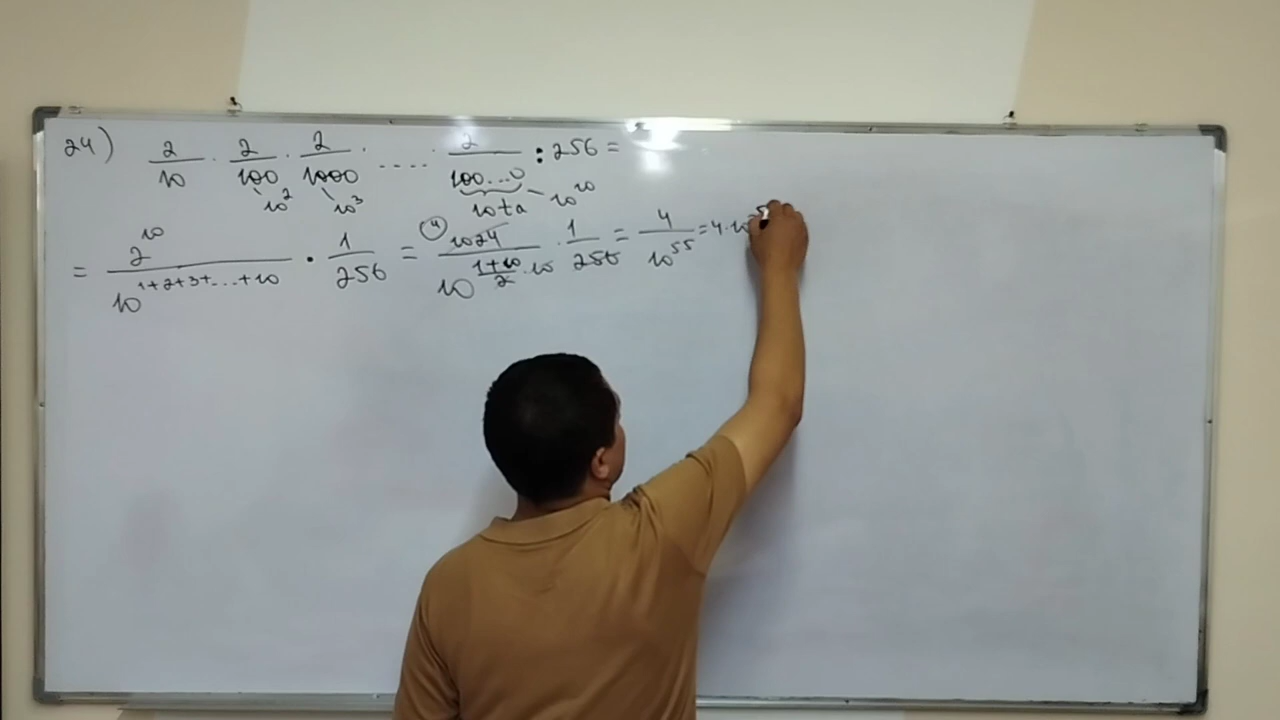 24) 2/10 · 2/100 · 2/1000 · .... · 2/100...0 : 256 =
10² 10³ 10ta 10¹⁰
= 2¹⁰/10^(1+2+3+...+10) · 1/256 = 1024/10^((1+10)/2 · 10) · 1/256 = 4/10⁵⁵ = 4·10
4